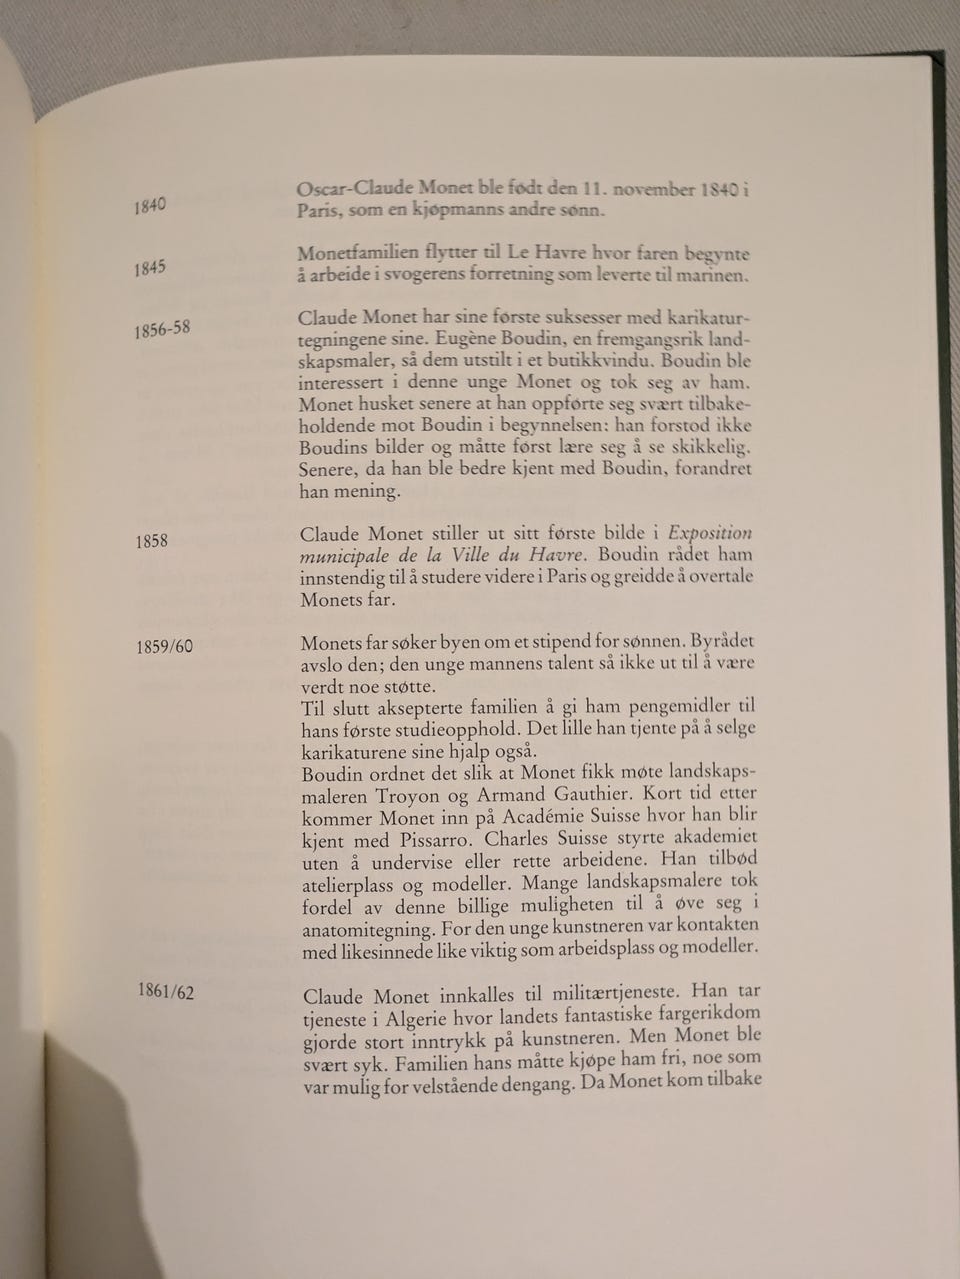 1840 Oscar-Claude Monet ble født den 11. november 1840 i
Paris, som en kjøpmanns andre sønn.
1845 Monetfamilien flytter til Le Havre hvor faren begynte
å arbeide i svogerens forretning som leverte til marinen.
1856-58 Claude Monet har sine første suksesser med karikatur-
tegningene sine. Eugène Boudin, en fremgangsrik land-
skapsmaler, så dem utstilt i et butikkvindu. Boudin ble
interessert i denne unge Monet og tok seg av ham.
Monet husket senere at han oppførte seg svært tilbake-
holdende mot Boudin i begynnelsen: han forstod ikke
Boudins bilder og måtte først lære seg å se skikkelig.
Senere, da han ble bedre kjent med Boudin, forandret
han mening.
1858 Claude Monet stiller ut sitt første bilde i Exposition
municipale de la Ville du Havre. Boudin rådet ham
innstendig til å studere videre i Paris og greidde å overtale
Monets far.
1859/60 Monets far søker byen om et stipend for sønnen. Byrådet
avslo den; den unge mannens talent så ikke ut til å være
verdt noe støtte.
Til slutt aksepterte familien å gi ham pengemidler til
hans første studieopphold. Det lille han tjente på å selge
karikaturene sine hjalp også.
Boudin ordnet det slik at Monet fikk møte landskaps-
maleren Troyon og Armand Gauthier. Kort tid etter
kommer Monet inn på Académie Suisse hvor han blir
kjent med Pissarro. Charles Suisse styrte akademiet
uten å undervise eller rette arbeidene. Han tilbød
atelierplass og modeller. Mange landskapsmalere tok
fordel av denne billige muligheten til å øve seg i
anatomitegning. For den unge kunstneren var kontakten
med likesinnede like viktig som arbeidsplass og modeller.
1861/62 Claude Monet innkalles til militærtjeneste. Han tar
tjeneste i Algerie hvor landets fantastiske fargerikdom
gjorde stort inntrykk på kunstneren. Men Monet ble
svært syk. Familien hans måtte kjøpe ham fri, noe som
var mulig for velstående dengang. Da Monet kom tilbake